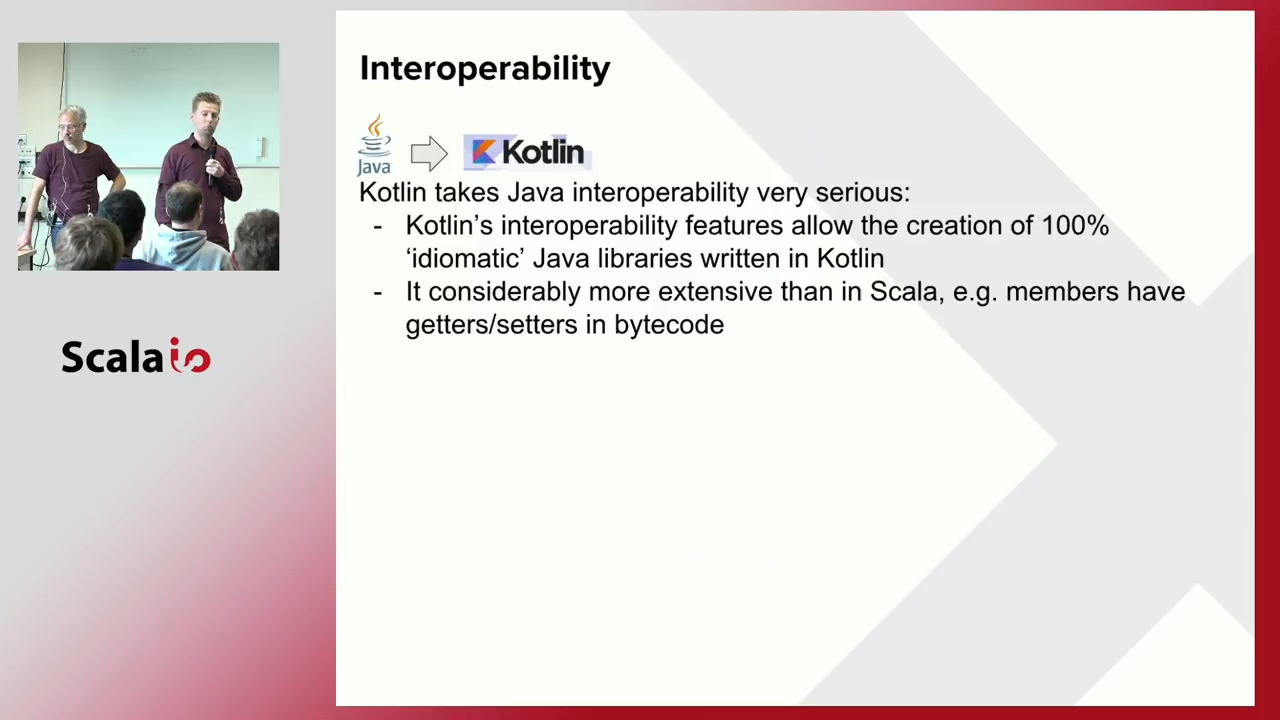 Interoperability
Java
Kotlin
Kotlin takes Java interoperability very serious:
- Kotlin's interoperability features allow the creation of 100%
‘idiomatic’ Java libraries written in Kotlin
- It considerably more extensive than in Scala, e.g. members have
getters/setters in bytecode
Scala io